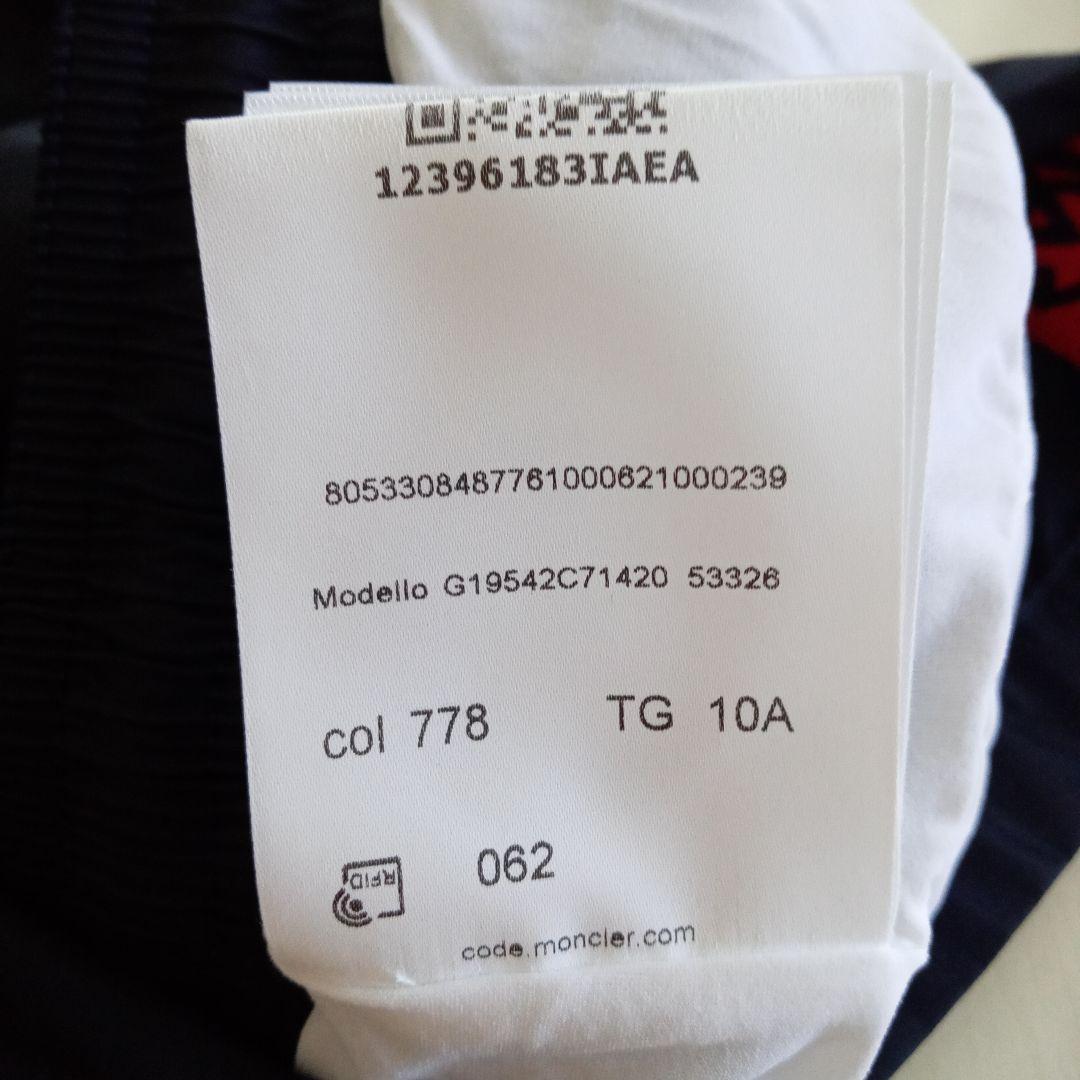 12396183IAEA
8053308487761000621000239
Modello G19542C71420 53326
col 778 TG 10A
RFID
062
code.moncler.com